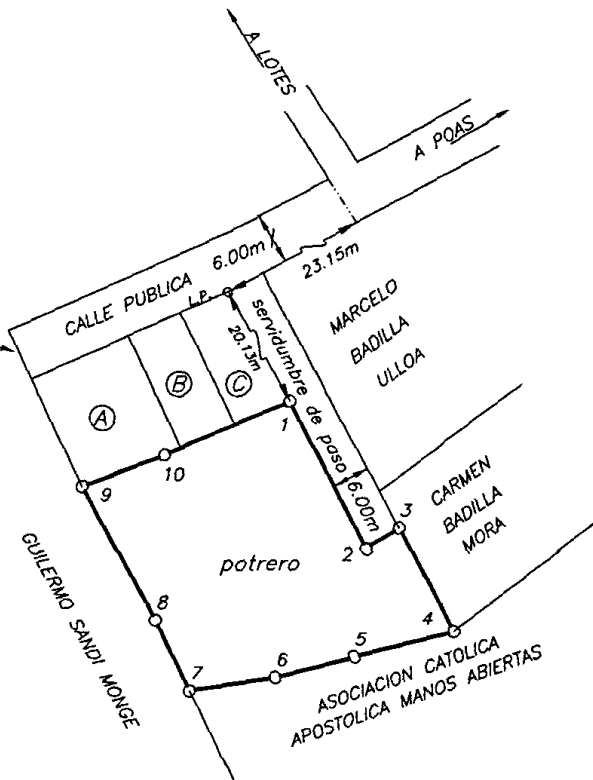 A LOTES
A POAS
CALLE PUBLICA
6.00m
23.15m
L.P.
20.13m
servidumbre de paso
6.00m
MARCELO
BADILLA
ULLOA
A
B
C
1
10
9
CARMEN
BADILLA
MORA
3
2
potrero
GUILERMO SANDI MONGE
8
4
5
6
7
ASOCIACION CATOLICA
APOSTOLICA MANOS ABIERTAS